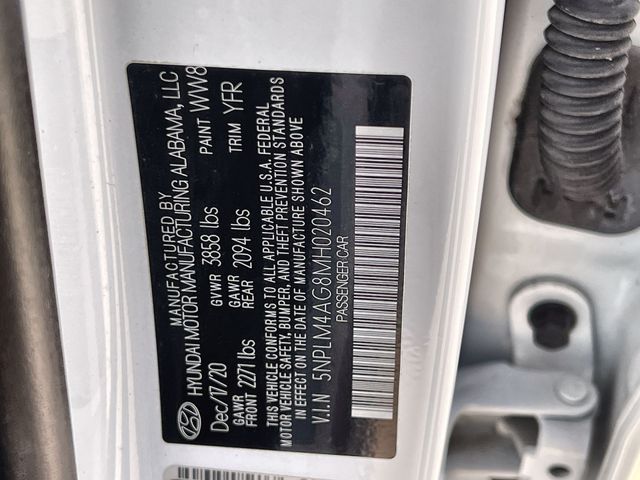 MANUFACTURED BY
HYUNDAI MOTOR MANUFACTURING ALABAMA, LLC
Dec/17/20 GVWR 3858 lbs PAINT WW8
GAWR FRONT 2271 lbs GAWR REAR 2094 lbs TRIM YFR
THIS VEHICLE CONFORMS TO ALL APPLICABLE U.S.A. FEDERAL
MOTOR VEHICLE SAFETY, BUMPER, AND THEFT PREVENTION STANDARDS
IN EFFECT ON THE DATE OF MANUFACTURE SHOWN ABOVE
V.I.N 5NPLM4AG8MH020462
PASSENGER CAR